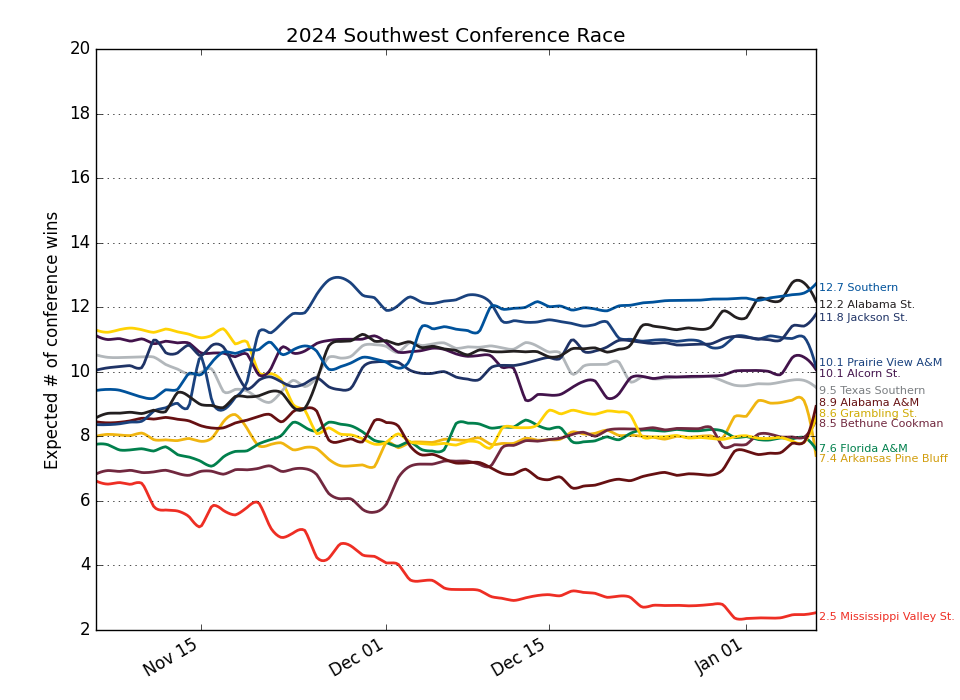 2024 Southwest Conference Race
Expected # of conference wins
20
18
16
14
12
10
8
6
4
2
Nov 15
Dec 01
Dec 15
Jan 01
12.7 Southern
12.2 Alabama St.
11.8 Jackson St.
10.1 Prairie View A&M
10.1 Alcorn St.
9.5 Texas Southern
8.9 Alabama A&M
8.6 Grambling St.
8.5 Bethune Cookman
7.6 Florida A&M
7.4 Arkansas Pine Bluff
2.5 Mississippi Valley St.